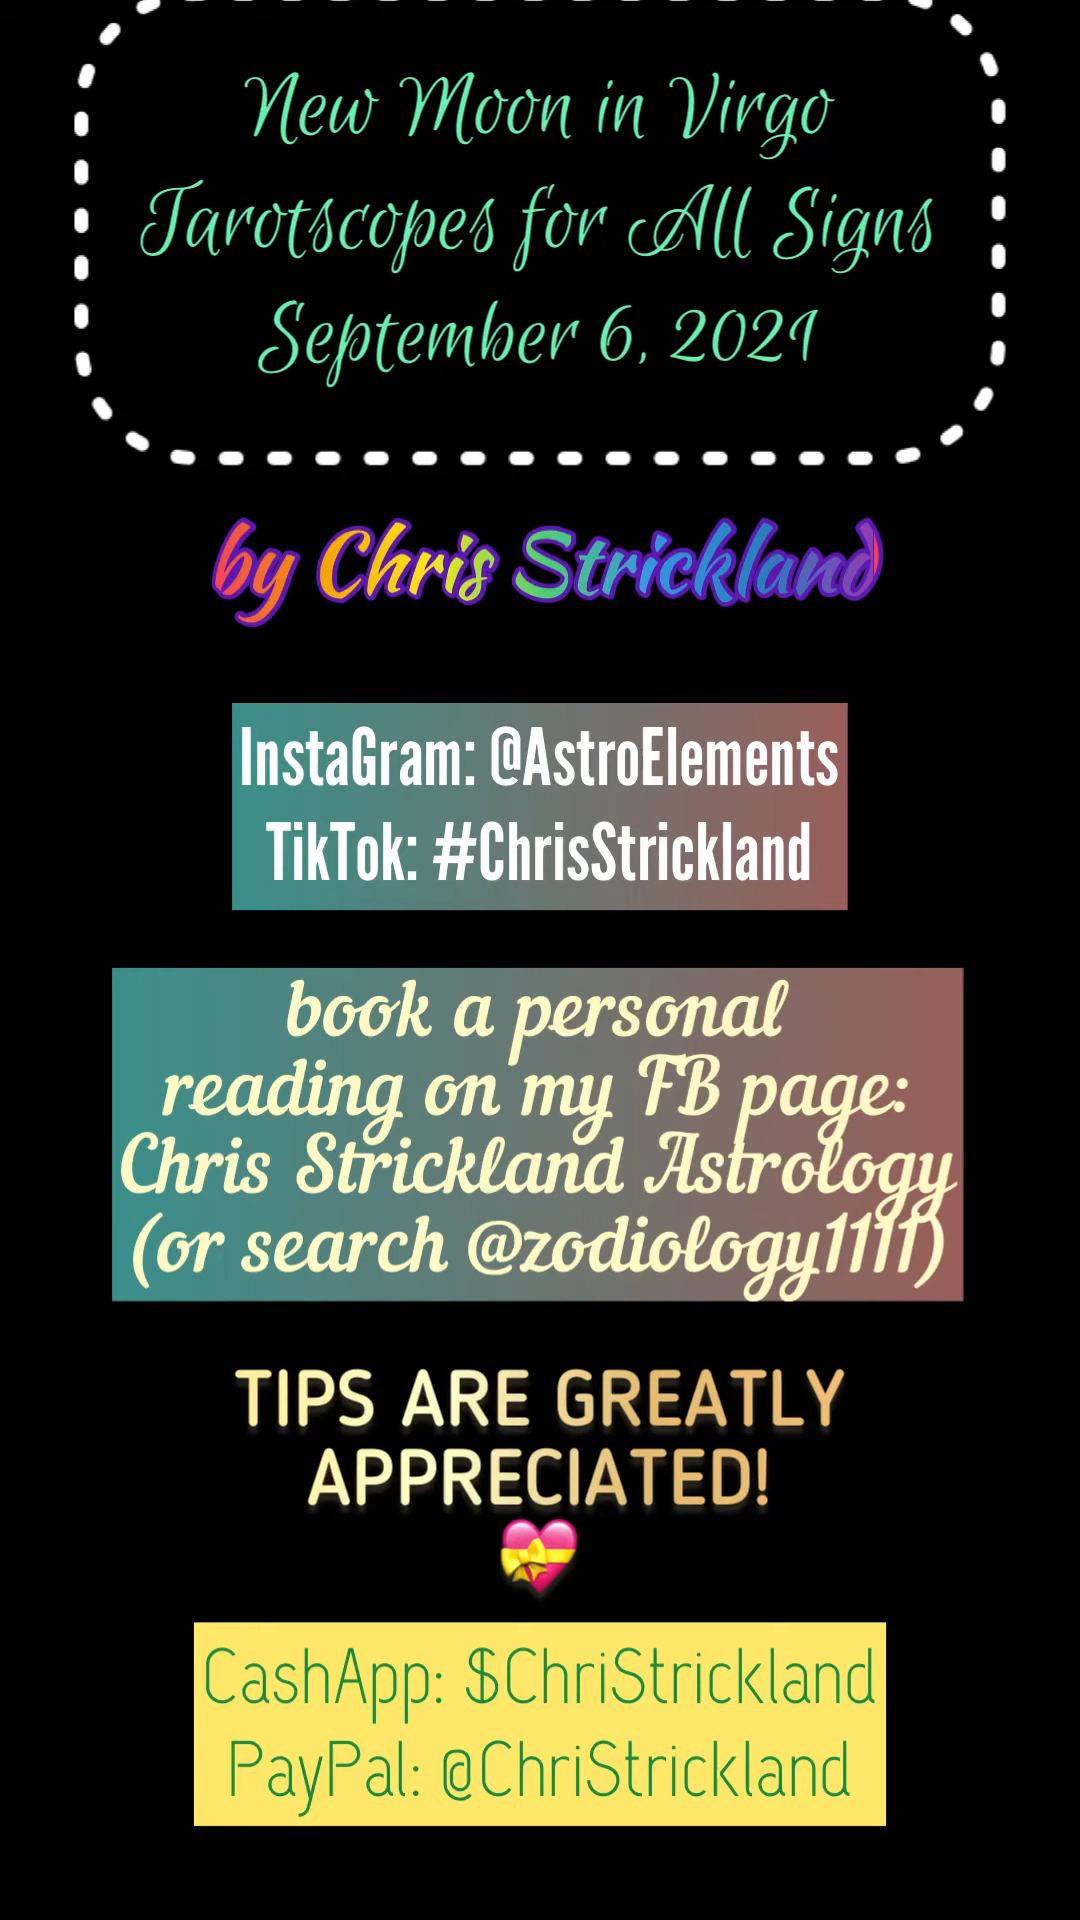 New Moon in Virgo
Tarotscopes for All Signs
September 6, 2021
by Chris Strickland
InstaGram: @AstroElements
TikTok: #ChrisStrickland
book a personal
reading on my FB page:
Chris Strickland Astrology
(or search @zodiology1111)
TIPS ARE GREATLY
APPRECIATED!
CashApp: $ChriStrickland
PayPal: @ChriStrickland